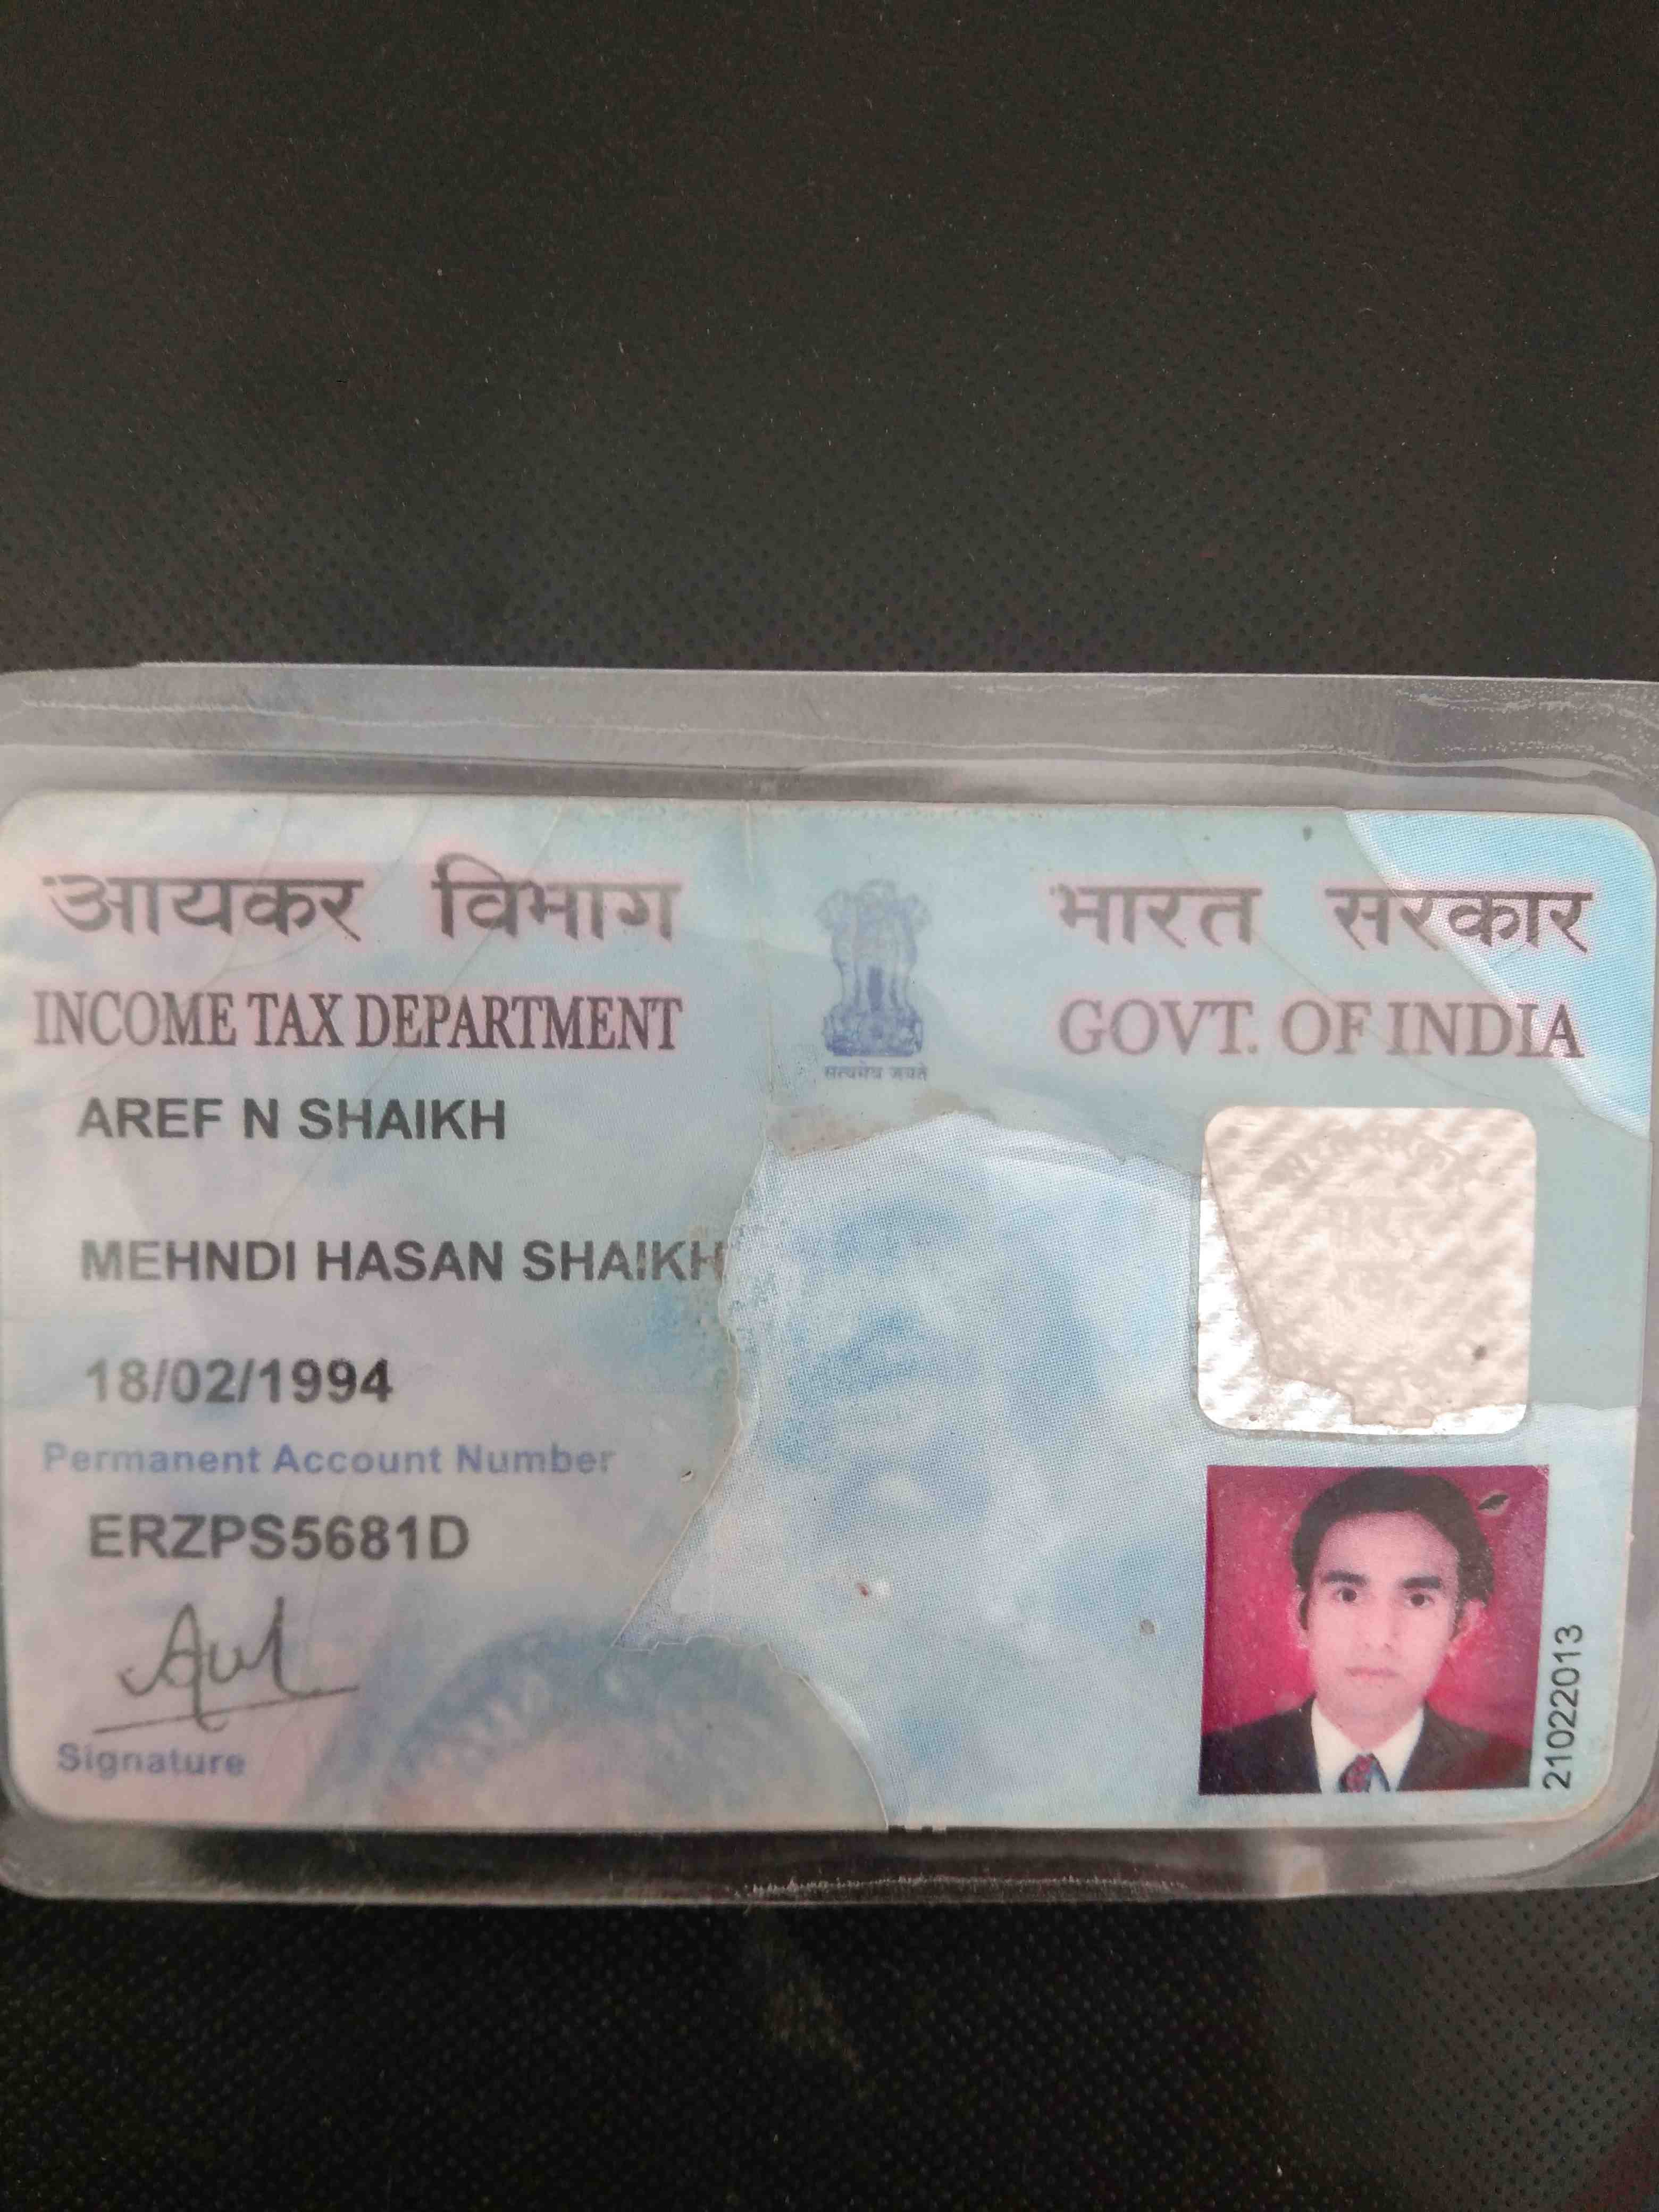 आयकर विभाग
INCOME TAX DEPARTMENT
भारत सरकार
GOVT. OF INDIA
सत्यमेव जयते
AREF N SHAIKH
MEHNDI HASAN SHAIKH
18/02/1994
Permanent Account Number
ERZPS5681D
Signature
21022013